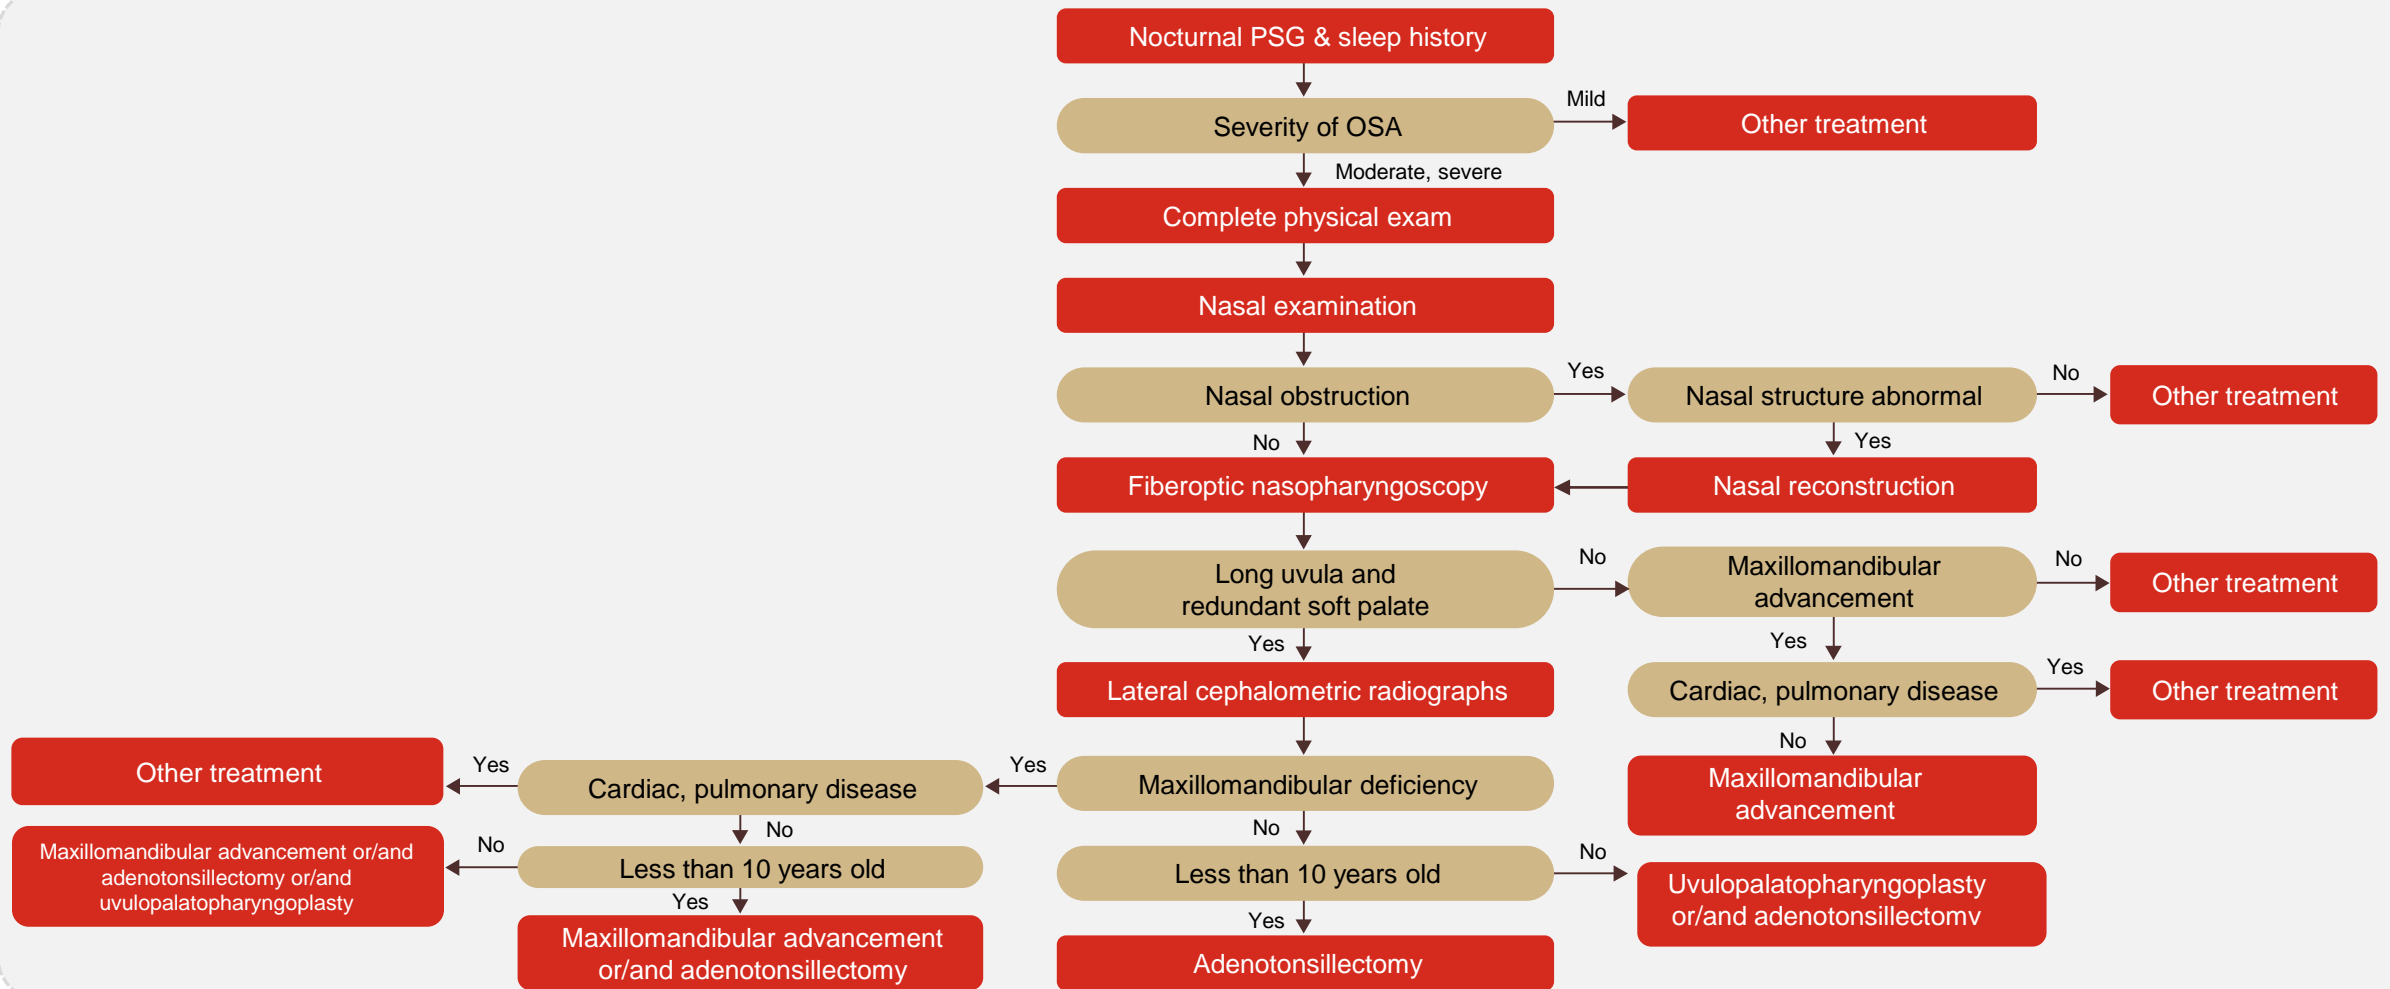 Nocturnal PSG & sleep history
Mild
Severity of OSA
Other treatment
Moderate, severe
Complete physical exam
Nasal examination
Yes
No
Nasal obstruction
Nasal structure abnormal
Other treatment
No
Yes
Fiberoptic nasopharyngoscopy
Nasal reconstruction
No
No
Long uvula and
redundant soft palate
Maxillomandibular
advancement
Other treatment
Yes
Yes
Yes
Lateral cephalometric radiographs
Cardiac, pulmonary disease
Other treatment
No
Other treatment
Yes
Cardiac, pulmonary disease
Yes
Maxillomandibular deficiency
Maxillomandibular
advancement
No
No
Maxillomandibular advancement or/and
adenotonsillectomy or/and
uvulopalatopharyngoplasty
No
Less than 10 years old
Less than 10 years old
No
Uvulopalatopharyngoplasty
or/and adenotonsillectomv
Yes
Yes
Maxillomandibular advancement
or/and adenotonsillectomy
Adenotonsillectomy